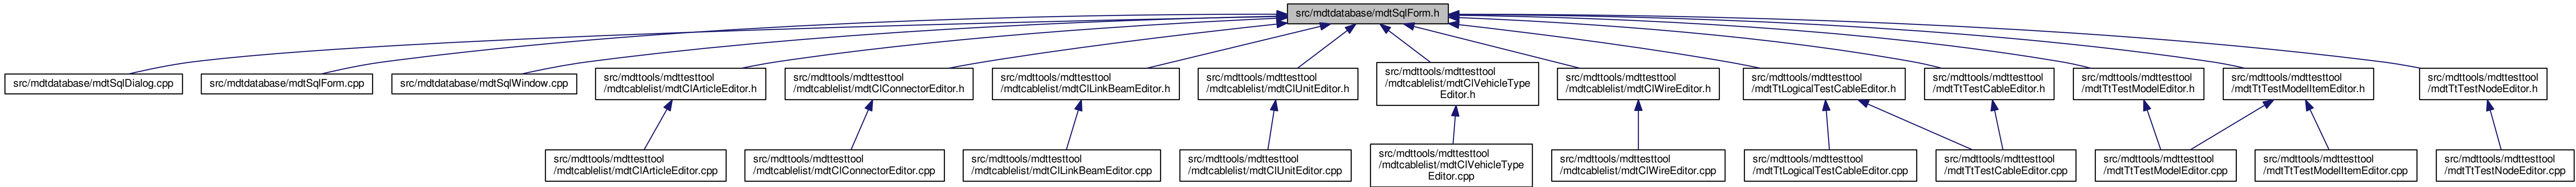 src/mdtdatabase/mdtSqlForm.h
src/mdtdatabase/mdtSqlDialog.cpp
src/mdtdatabase/mdtSqlForm.cpp
src/mdtdatabase/mdtSqlWindow.cpp
src/mdttools/mdttesttool
/mdtcablelist/mdtClArticleEditor.h
src/mdttools/mdttesttool
/mdtcablelist/mdtClConnectorEditor.h
src/mdttools/mdttesttool
/mdtcablelist/mdtClLinkBeamEditor.h
src/mdttools/mdttesttool
/mdtcablelist/mdtClUnitEditor.h
src/mdttools/mdttesttool
/mdtcablelist/mdtClVehicleType
Editor.h
src/mdttools/mdttesttool
/mdtcablelist/mdtClWireEditor.h
src/mdttools/mdttesttool
/mdtTtLogicalTestCableEditor.h
src/mdttools/mdttesttool
/mdtTtTestCableEditor.h
src/mdttools/mdttesttool
/mdtTtTestModelEditor.h
src/mdttools/mdttesttool
/mdtTtTestModelItemEditor.h
src/mdttools/mdttesttool
/mdtTtTestNodeEditor.h
src/mdttools/mdttesttool
/mdtcablelist/mdtClArticleEditor.cpp
src/mdttools/mdttesttool
/mdtcablelist/mdtClConnectorEditor.cpp
src/mdttools/mdttesttool
/mdtcablelist/mdtClLinkBeamEditor.cpp
src/mdttools/mdttesttool
/mdtcablelist/mdtClUnitEditor.cpp
src/mdttools/mdttesttool
/mdtcablelist/mdtClVehicleType
Editor.cpp
src/mdttools/mdttesttool
/mdtcablelist/mdtClWireEditor.cpp
src/mdttools/mdttesttool
/mdtTtLogicalTestCableEditor.cpp
src/mdttools/mdttesttool
/mdtTtTestCableEditor.cpp
src/mdttools/mdttesttool
/mdtTtTestModelEditor.cpp
src/mdttools/mdttesttool
/mdtTtTestModelItemEditor.cpp
src/mdttools/mdttesttool
/mdtTtTestNodeEditor.cpp